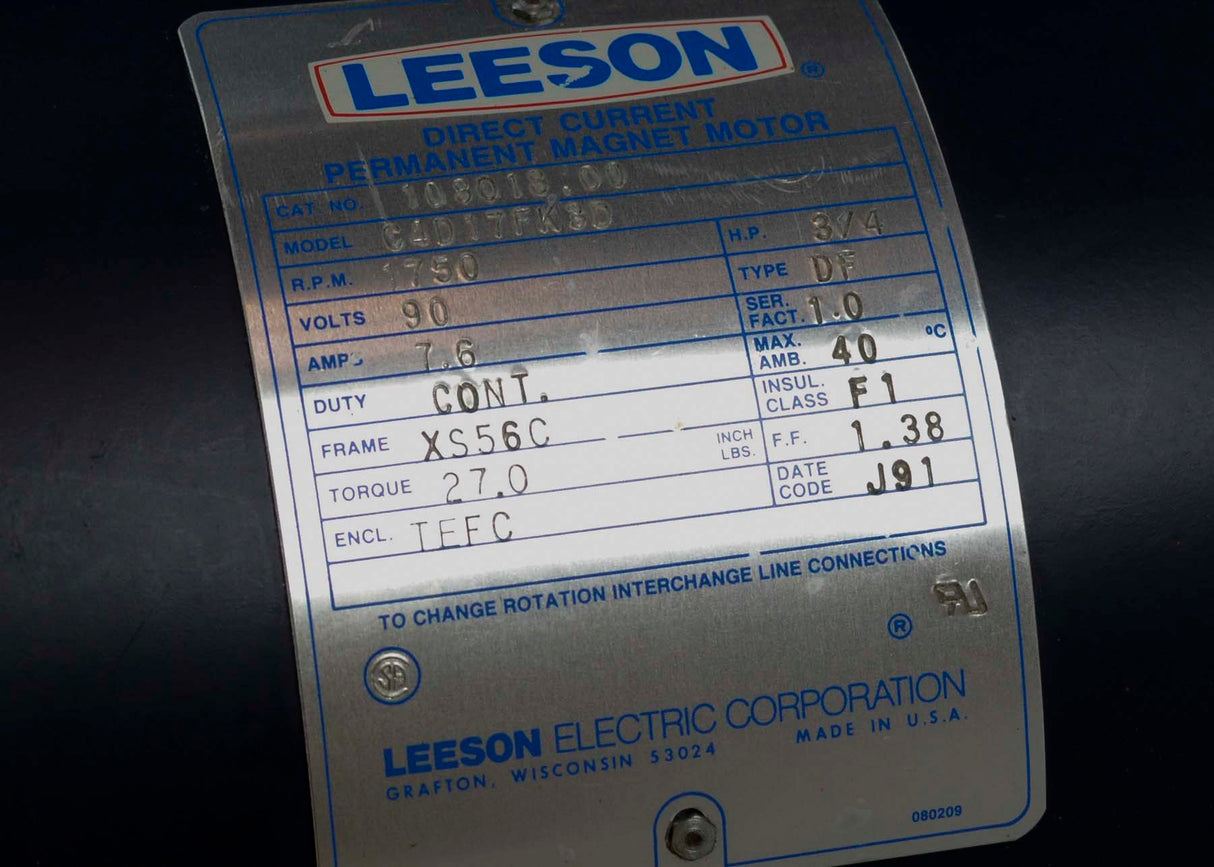 LEESON ®
DIRECT CURRENT
PERMANENT MAGNET MOTOR
CAT. NO. 108018.00
MODEL C4D17FK3D
H.P. 3/4
R.P.M. 1750
TYPE DF
VOLTS 90
SER. FACT. 1.0
AMPS 7.6
MAX. AMB. 40 °C
DUTY CONT.
INSUL. CLASS F1
FRAME XS56C
F.F. 1.38
TORQUE 27.0 INCH LBS.
DATE CODE J91
ENCL. TEFC
TO CHANGE ROTATION INTERCHANGE LINE CONNECTIONS
SA
RU ®
LEESON ELECTRIC CORPORATION
GRAFTON, WISCONSIN 53024 MADE IN U.S.A.
080209